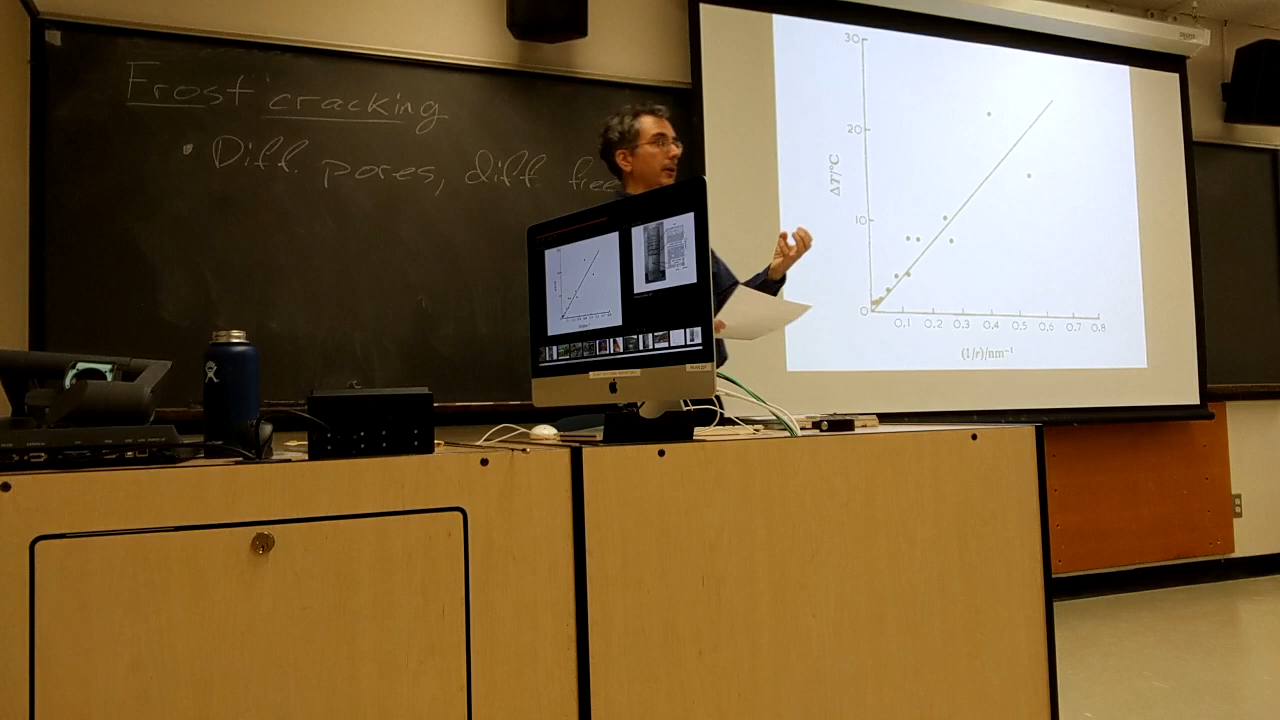 Frost cracking
• Diff. pores, diff free
30
20
10
0
ΔT/°C
0.1 0.2 0.3 0.4 0.5 0.6 0.7 0.8
(1/r)/nm⁻¹